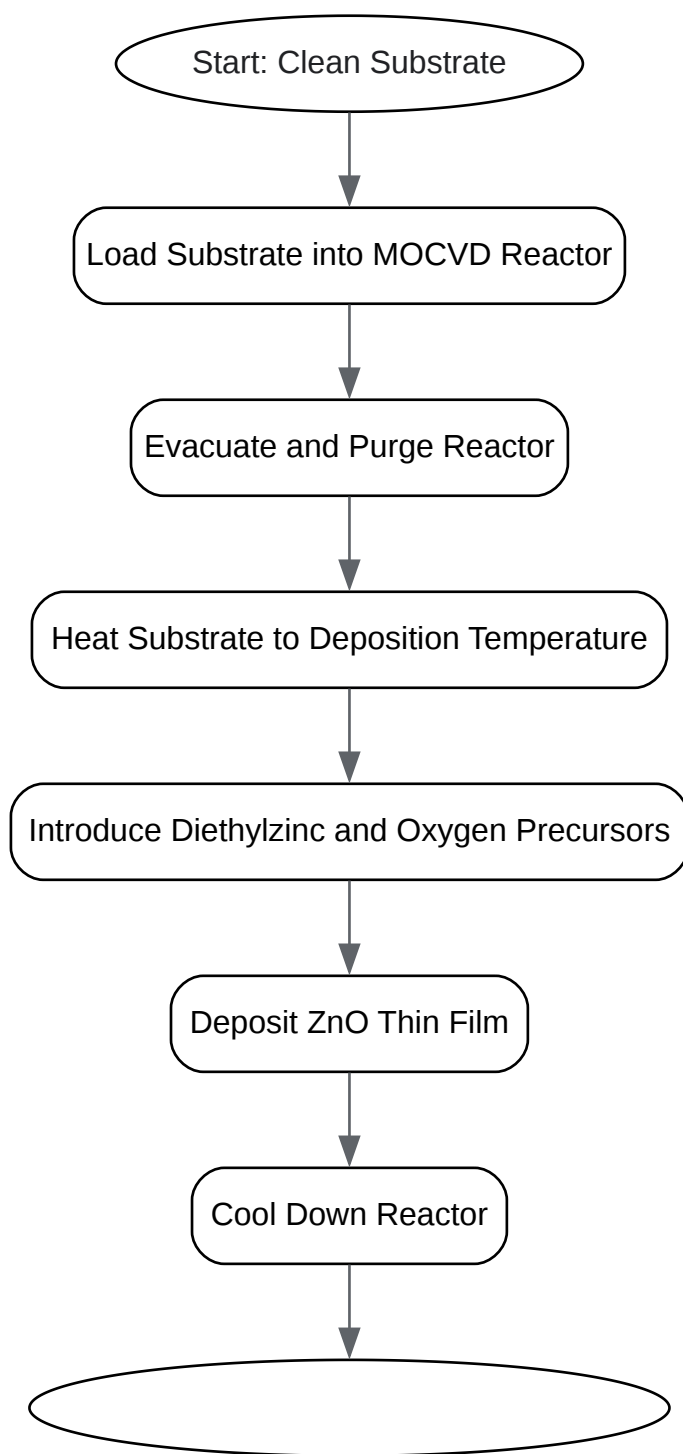 Start: Clean Substrate
Load Substrate into MOCVD Reactor
Evacuate and Purge Reactor
Heat Substrate to Deposition Temperature
Introduce Diethylzinc and Oxygen Precursors
Deposit ZnO Thin Film
Cool Down Reactor